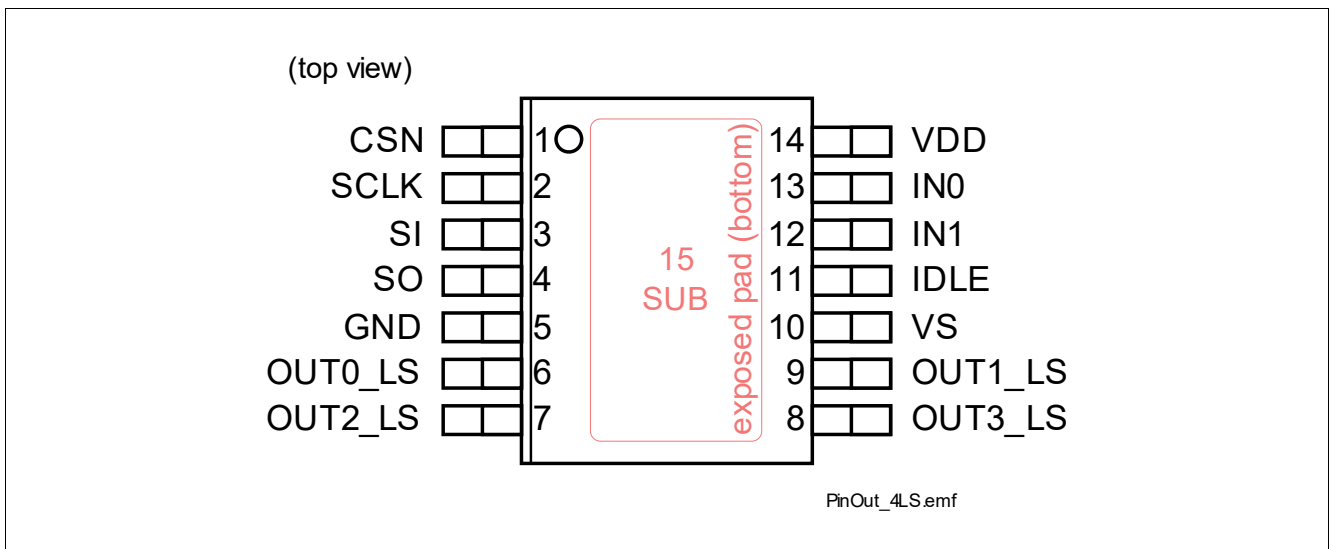 (top view)
CSN 1 14 VDD
SCLK 2 13 IN0
SI 3 12 IN1
SO 4 11 IDLE
GND 5 10 VS
OUT0_LS 6 9 OUT1_LS
OUT2_LS 7 8 OUT3_LS
15
SUB
exposed pad (bottom)
PinOut_4LS.emf